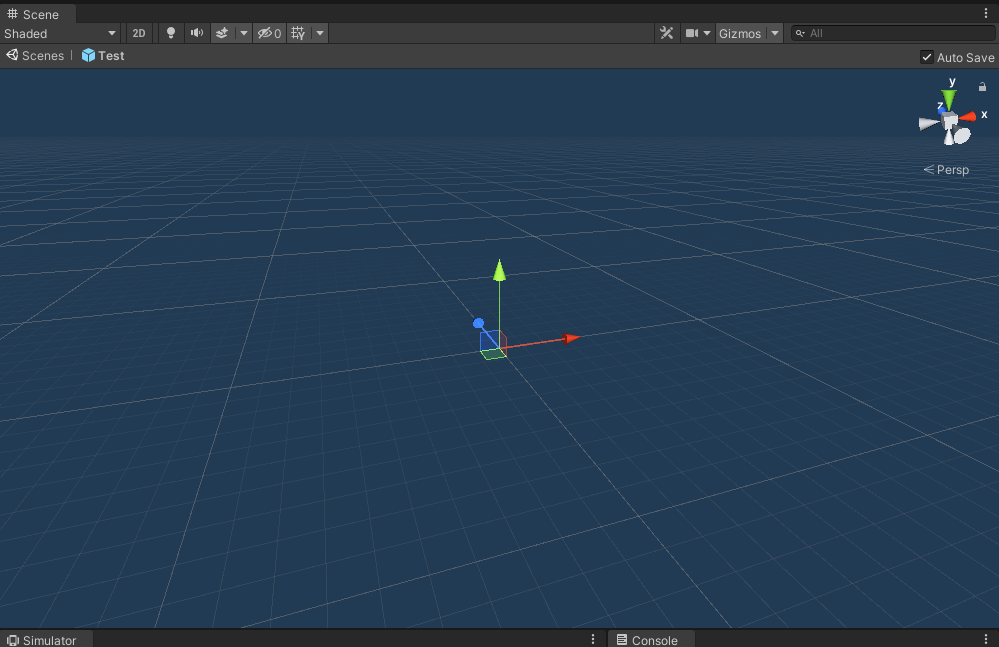 Scene
Shaded 2D 0 Gizmos All
Scenes Test Auto Save
y
z x
Persp
Simulator Console